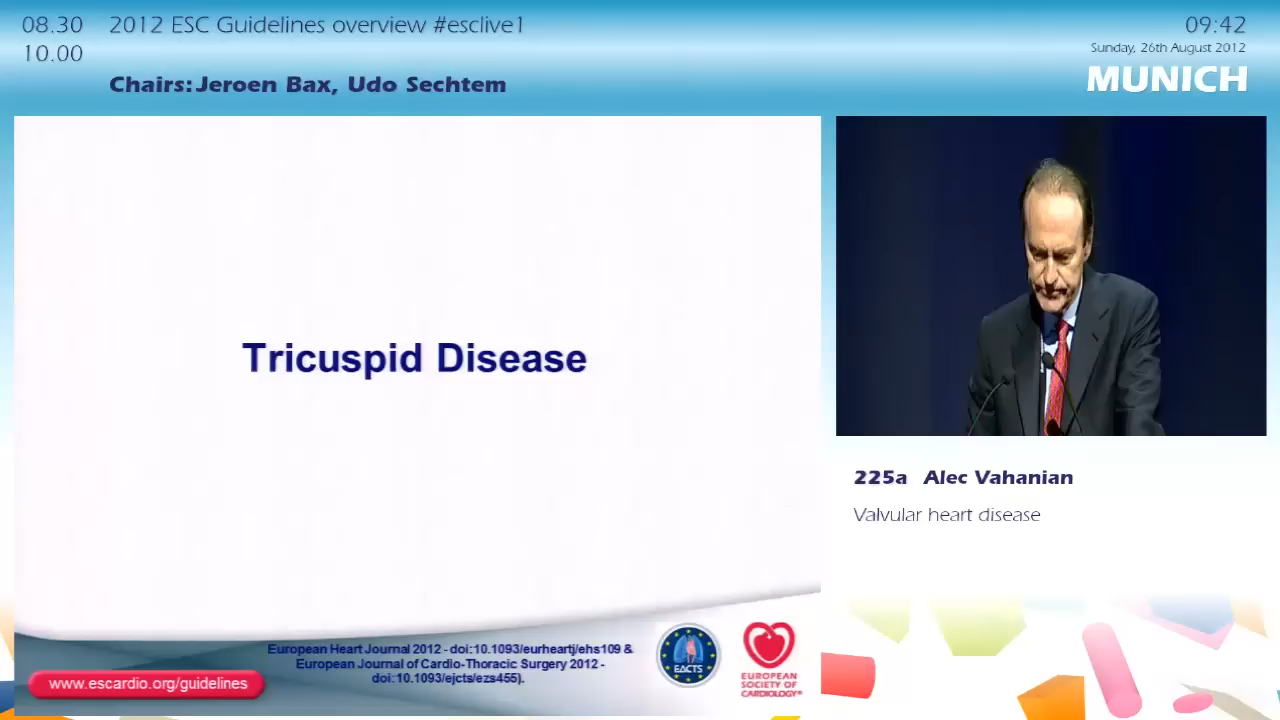 08.30
10.00
2012 ESC Guidelines overview #esclive1
Chairs: Jeroen Bax, Udo Sechtem
09:42
Sunday, 26th August 2012
MUNICH
Tricuspid Disease
225a Alec Vahanian
Valvular heart disease
European Heart Journal 2012 - doi:10.1093/eurheartj/ehs109 &
European Journal of Cardio-Thoracic Surgery 2012 -
doi:10.1093/ejcts/ezs455).
www.escardio.org/guidelines
EACTS
EUROPEAN
SOCIETY OF
CARDIOLOGY®